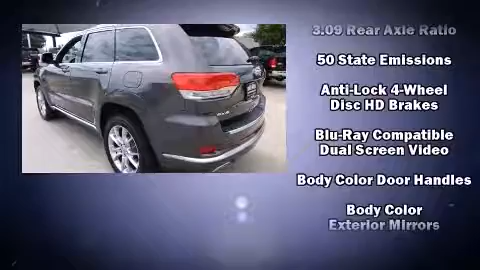 3.09 Rear Axle Ratio
50 State Emissions
Anti-Lock 4-Wheel
Disc HD Brakes
Blu-Ray Compatible
Dual Screen Video
Body Color Door Handles
Body Color
Exterior Mirrors